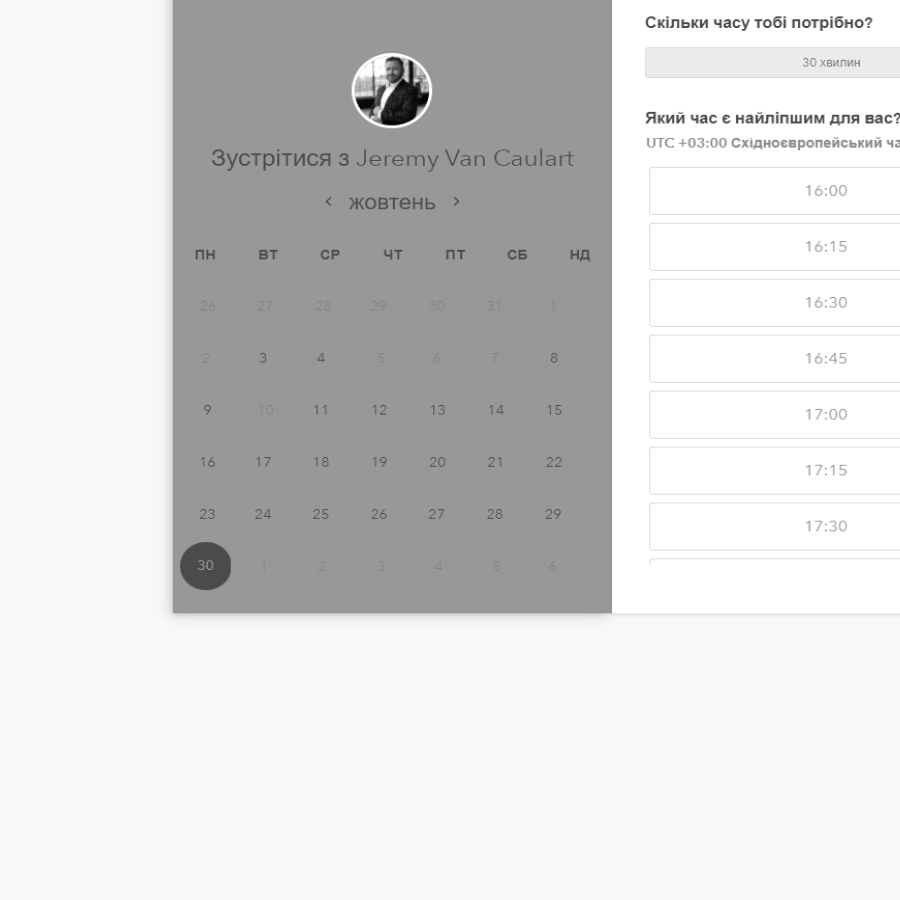 Зустрітися з Jeremy Van Caulart
‹ жовтень ›
ПН ВТ СР ЧТ ПТ СБ НД
26 27 28 29 30 31 1
2 3 4 5 6 7 8
9 10 11 12 13 14 15
16 17 18 19 20 21 22
23 24 25 26 27 28 29
30 1 2 3 4 5 6
Скільки часу тобі потрібно?
30 хвилин
Який час є найліпшим для вас?
UTC +03:00 Східноєвропейський
16:00
16:15
16:30
16:45
17:00
17:15
17:30